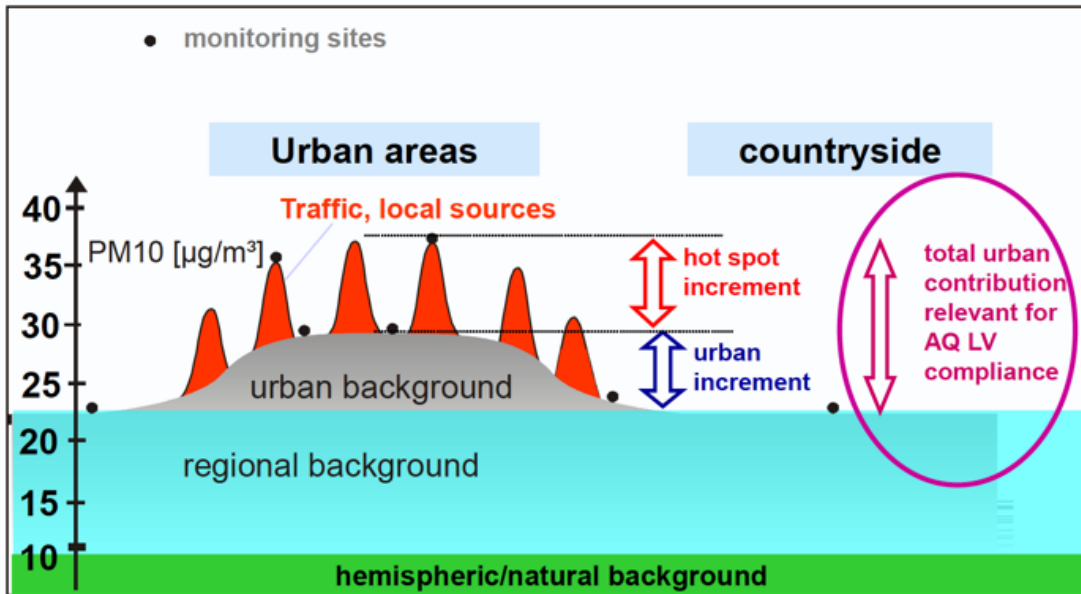 monitoring sites
Urban areas
countryside
40
Traffic, local sources
PM10 [µg/m³]
35
hot spot
increment
total urban
contribution
relevant for
AQ LV
compliance
30
urban background
urban
increment
25
20
regional background
15
10
hemispheric/natural background